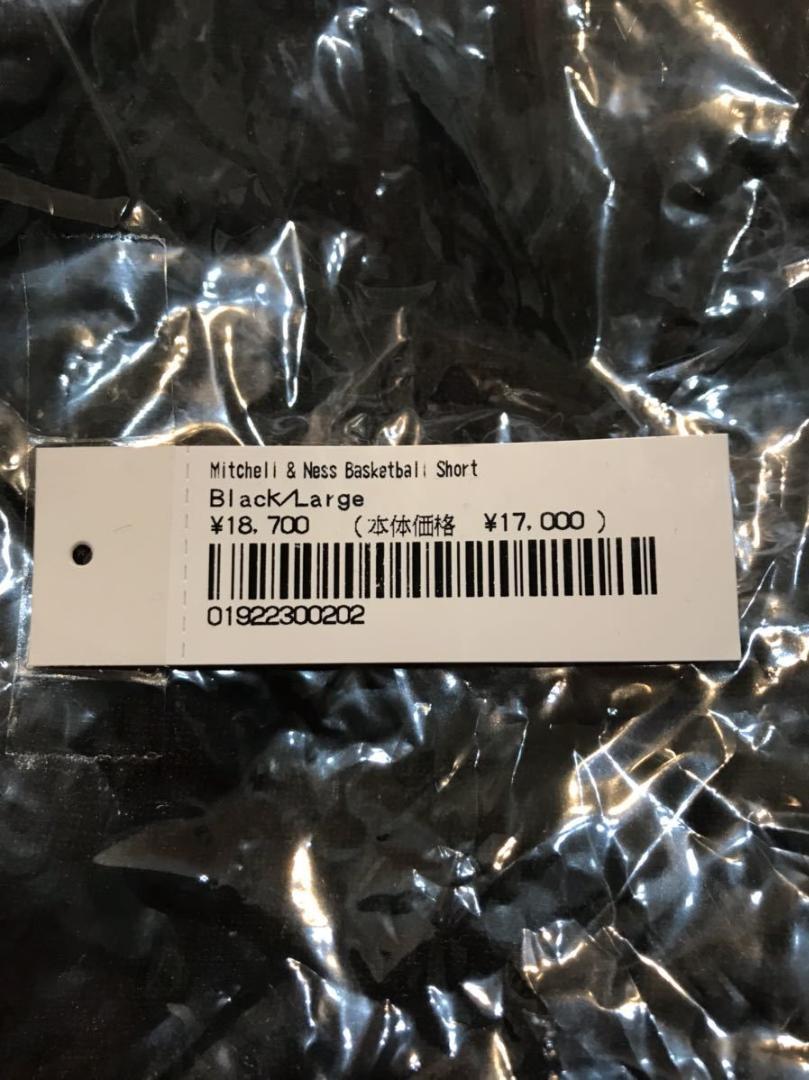 Mitchell & Ness Basketball Short
Black/Large
¥18,700 (本体価格 ¥17,000 )
01922300202